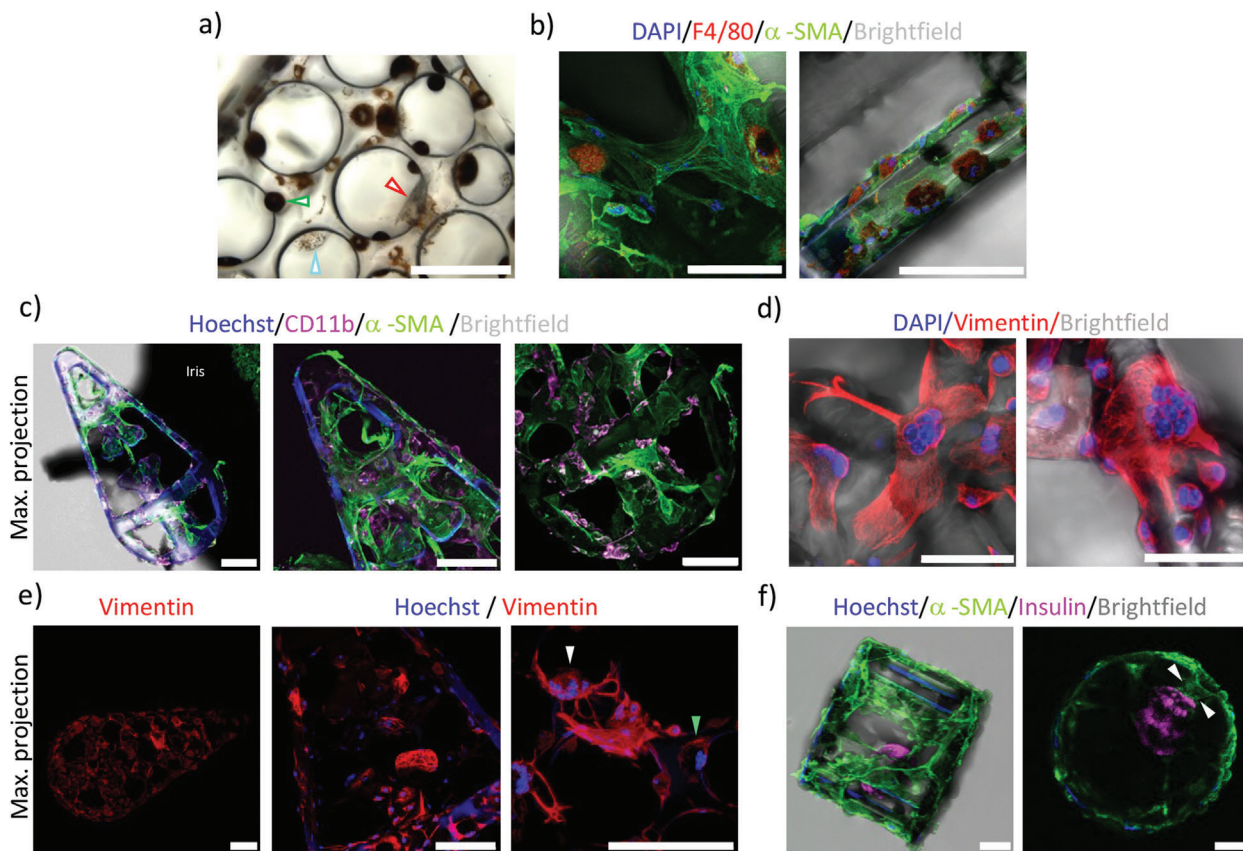 a)
b)
DAPI/F4/80/α -SMA/Brightfield
c)
Hoechst/CD11b/α -SMA /Brightfield
Max. projection
Iris
d)
DAPI/Vimentin/Brightfield
e)
Vimentin
Hoechst / Vimentin
Max. projection
f)
Hoechst/α -SMA/Insulin/Brightfield